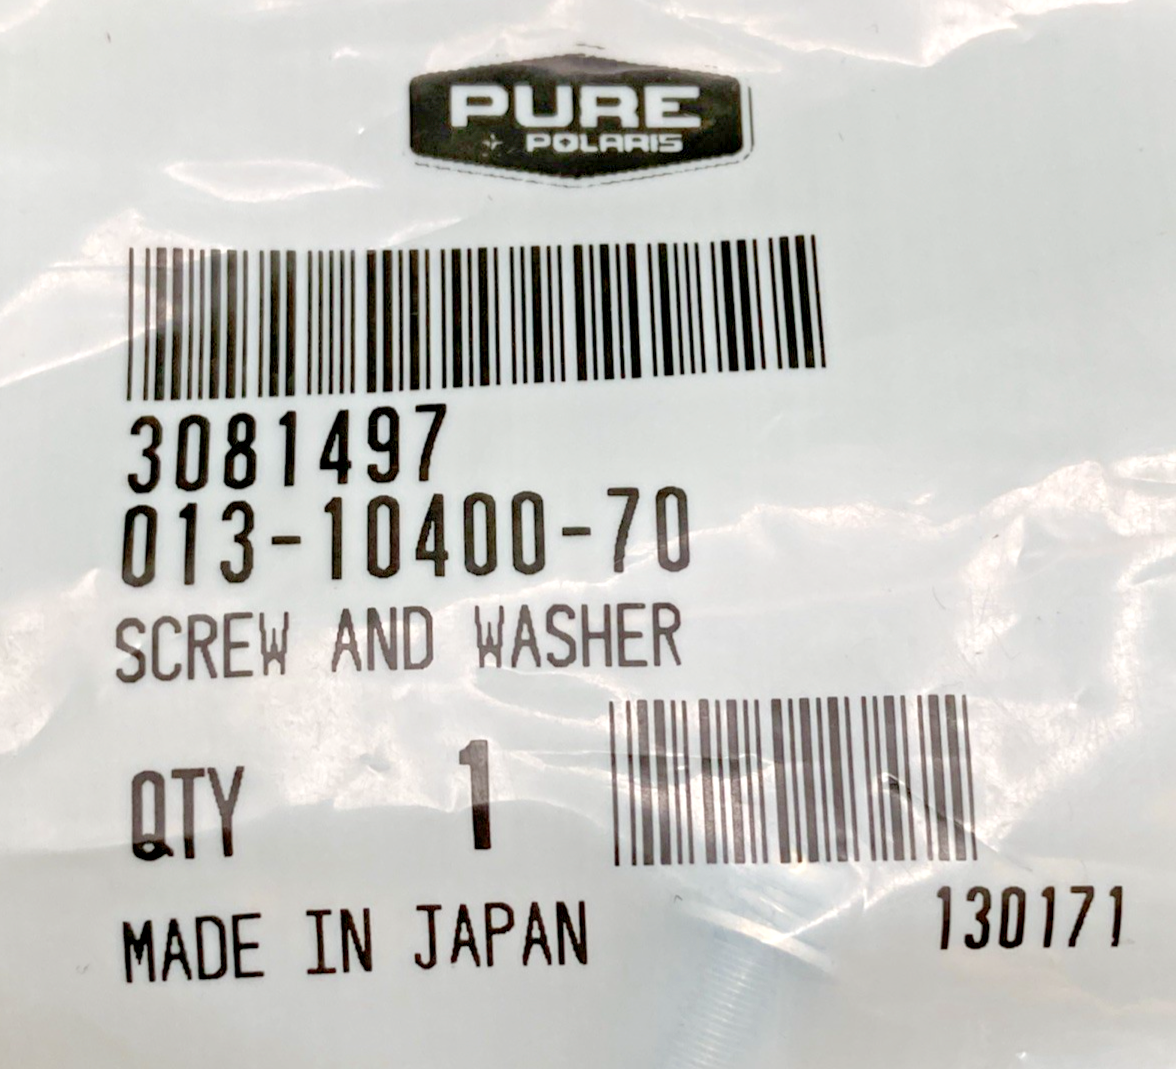 PURE
POLARIS
3081497
013-10400-70
SCREW AND WASHER
QTY 1
MADE IN JAPAN
130171